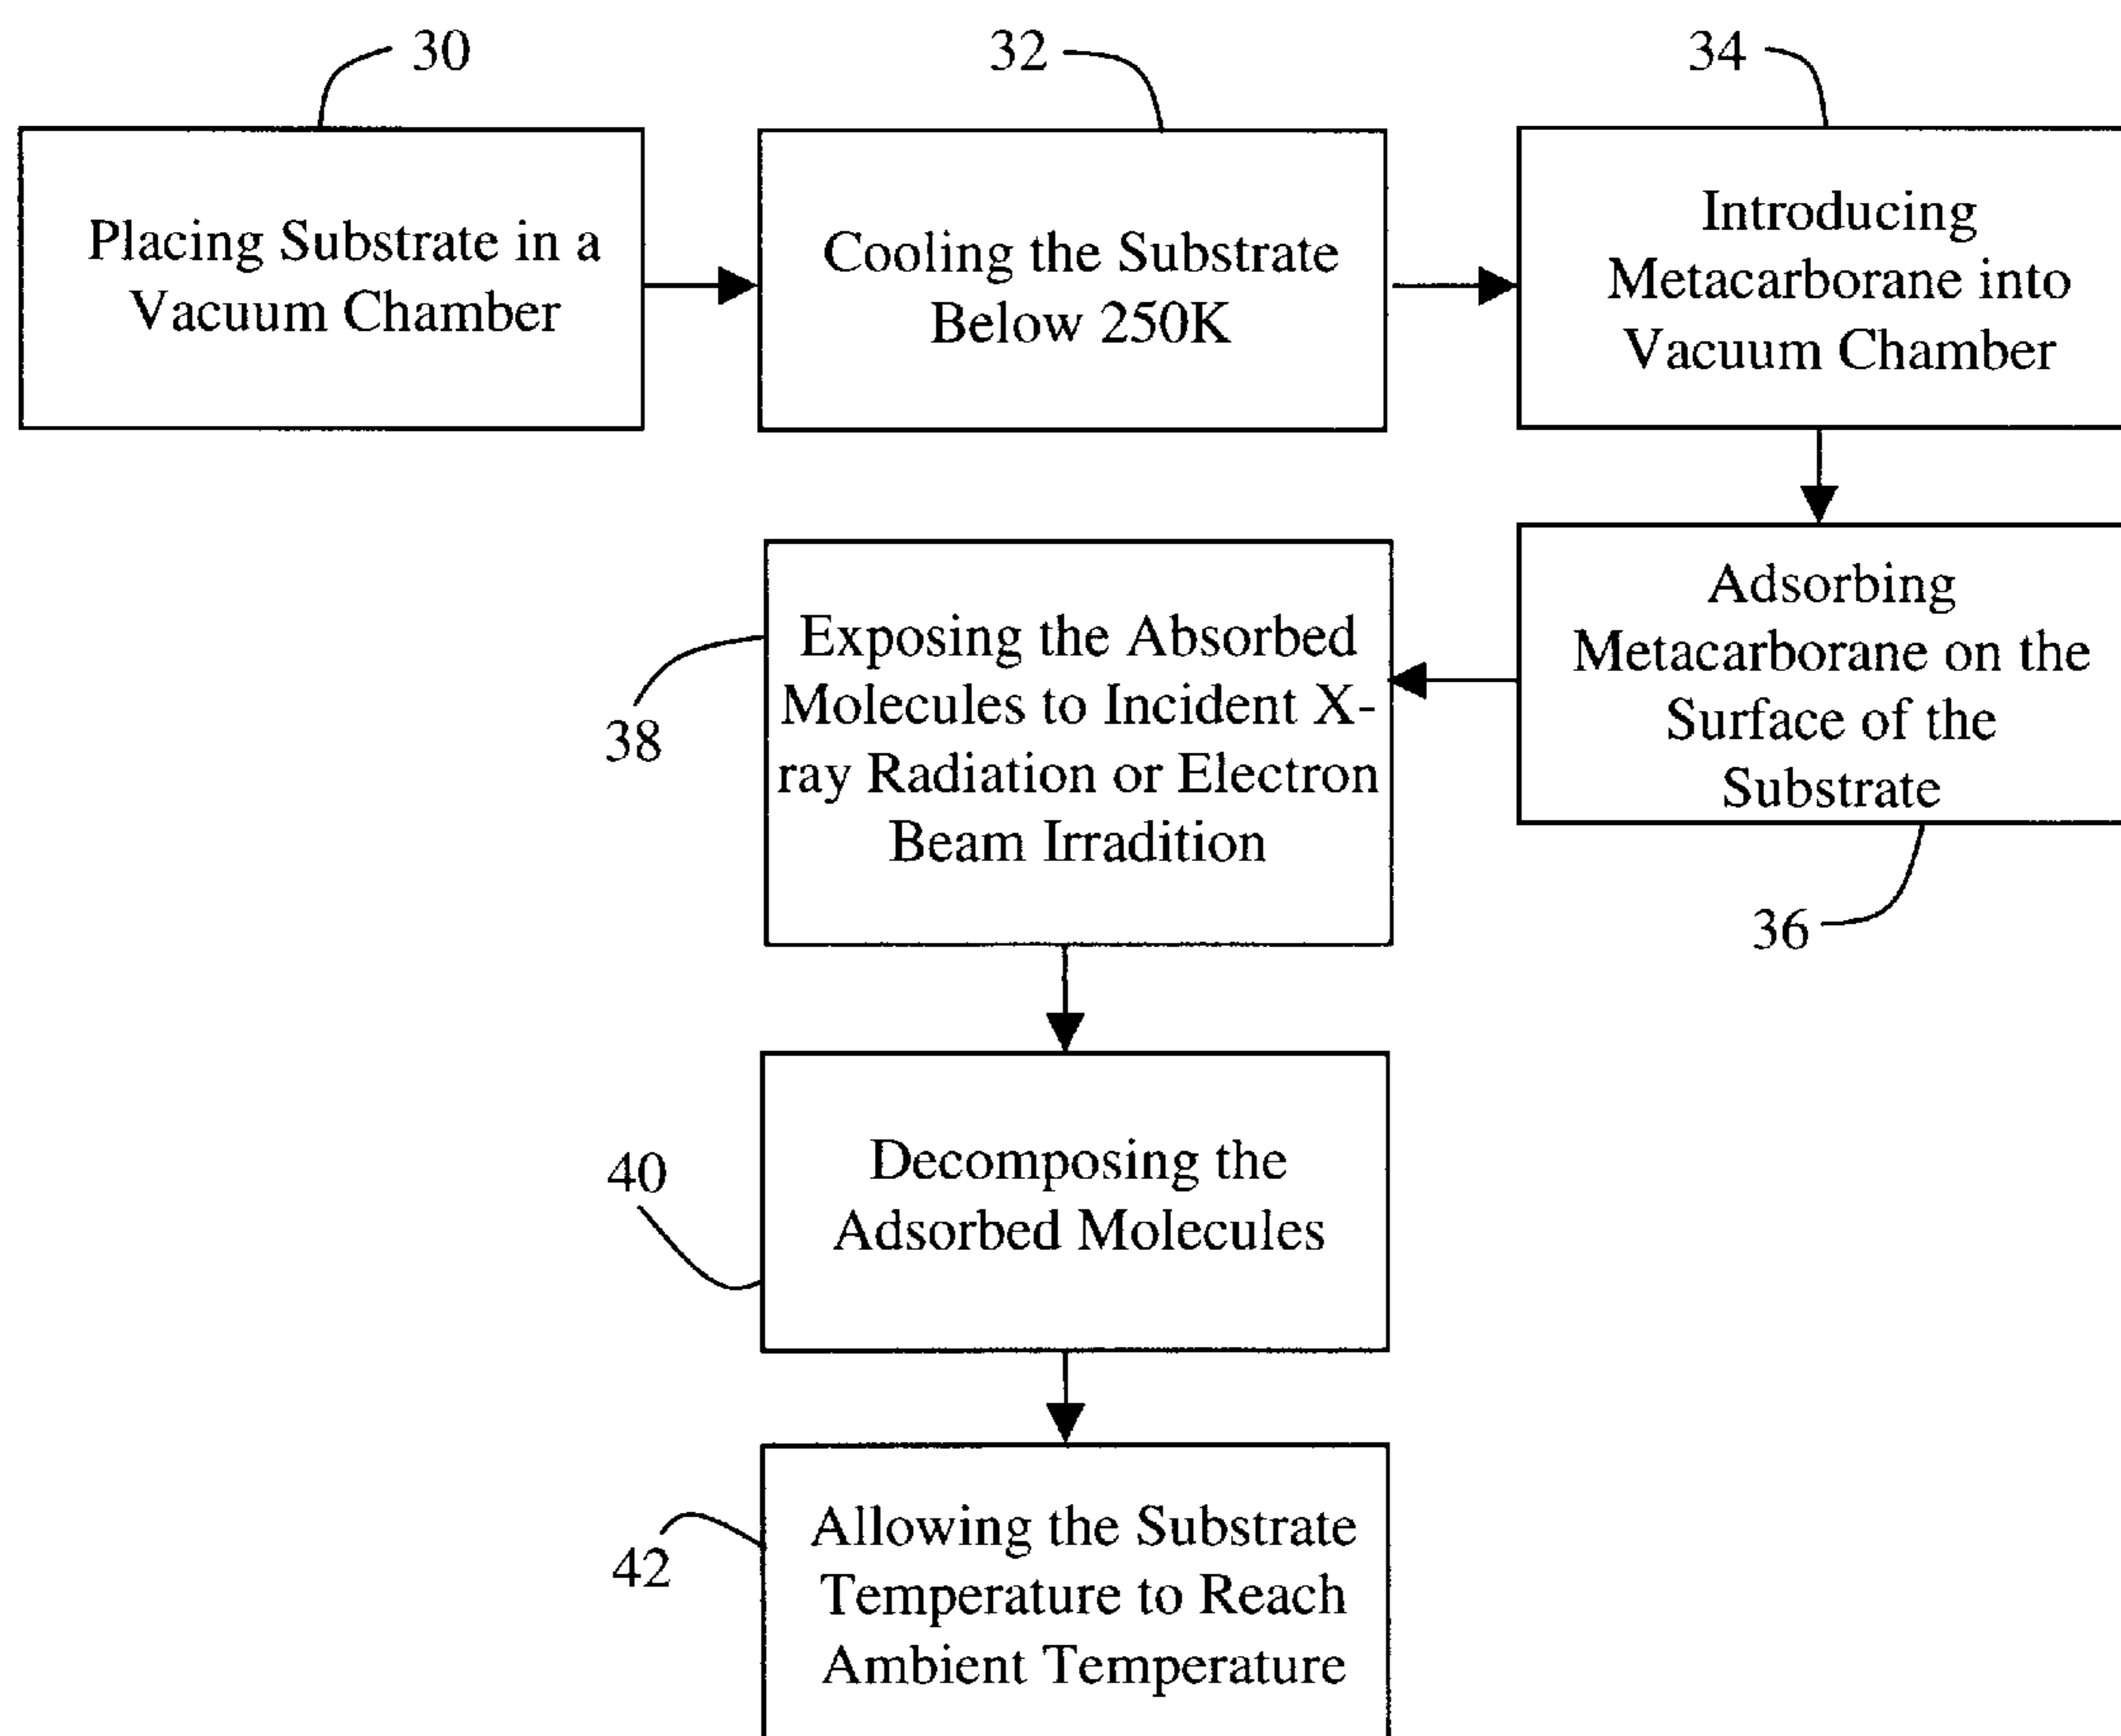 30
Placing Substrate in a
Vacuum Chamber
32
Cooling the Substrate
Below 250K
34
Introducing
Metacarborane into
Vacuum Chamber
Adsorbing
Metacarborane on the
Surface of the
Substrate
36
Exposing the Absorbed
Molecules to Incident X-
ray Radiation or Electron
Beam Irradition
38
40
Decomposing the
Adsorbed Molecules
42
Allowing the Substrate
Temperature to Reach
Ambient Temperature